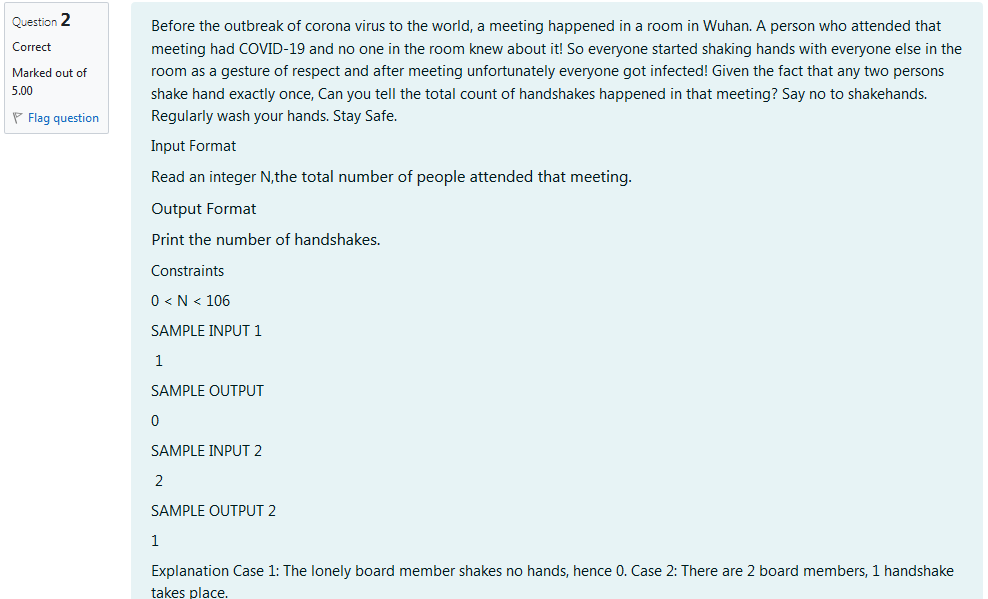 Question 2
Correct
Marked out of
5.00
Flag question
Before the outbreak of corona virus to the world, a meeting happened in a room in Wuhan. A person who attended that
meeting had COVID-19 and no one in the room knew about it! So everyone started shaking hands with everyone else in the
room as a gesture of respect and after meeting unfortunately everyone got infected! Given the fact that any two persons
shake hand exactly once, Can you tell the total count of handshakes happened in that meeting? Say no to shakehands.
Regularly wash your hands. Stay Safe.
Input Format
Read an integer N,the total number of people attended that meeting.
Output Format
Print the number of handshakes.
Constraints
0 < N < 106
SAMPLE INPUT 1
1
SAMPLE OUTPUT
0
SAMPLE INPUT 2
2
SAMPLE OUTPUT 2
1
Explanation Case 1: The lonely board member shakes no hands, hence 0. Case 2: There are 2 board members, 1 handshake
takes place.